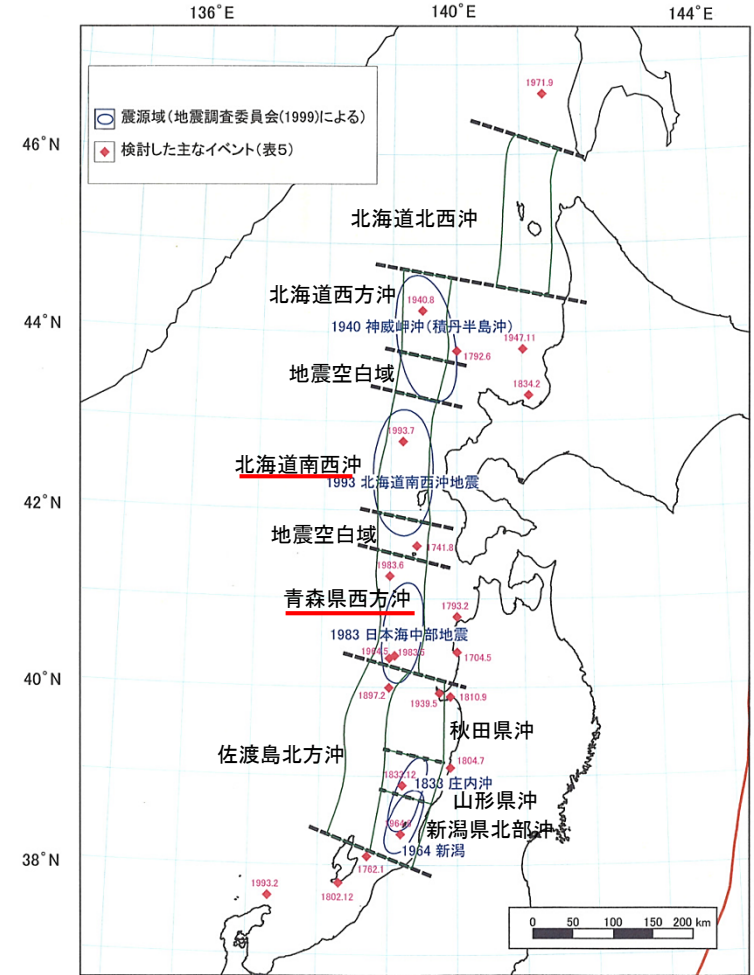 136°E
140°E
144°E
震源域(地震調査委員会(1999)による)
検討した主なイベント(表5)
1971.9
46°N
北海道北西沖
北海道西方沖
1940.8
44°N
1940 神威岬沖(積丹半島沖)
1947.11
1792.6
地震空白域
1834.2
1993.7
北海道南西沖
1993 北海道南西沖地震
42°N
地震空白域
1741.8
1983.6
青森県西方沖
1793.2
1983 日本海中部地震
1964.5
1983.5
1704.5
40°N
1897.2
1939.5
1810.9
秋田県沖
佐渡島北方沖
1804.7
1833.12
1833 庄内沖
山形県沖
1964.6
新潟県北部沖
1964 新潟
38°N
1762.1
1993.2
1802.12
0 50 100 150 200 km